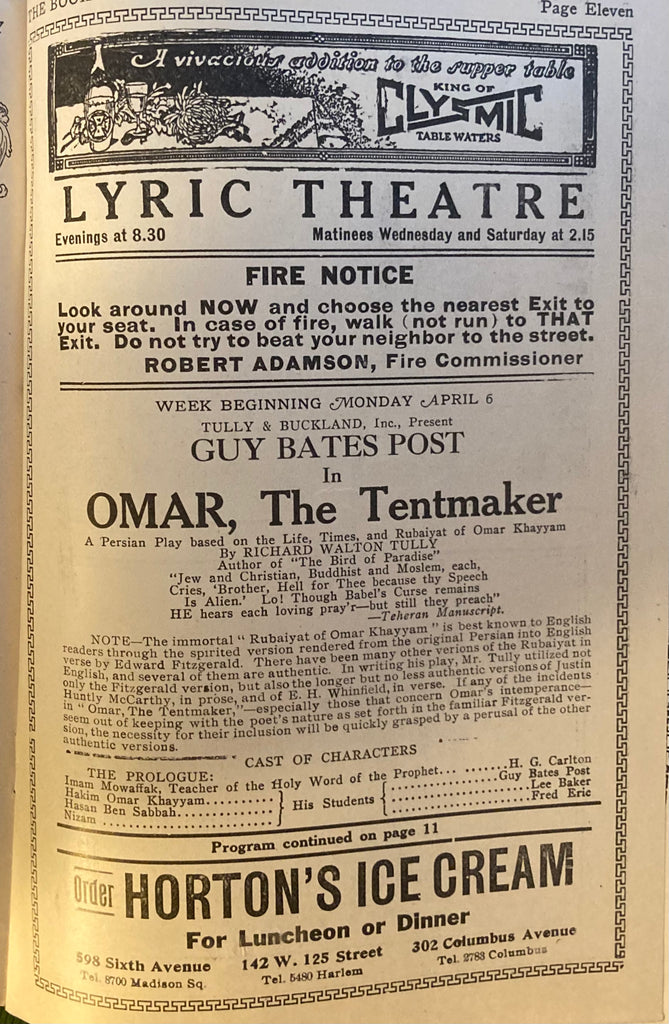 THE BOOK
Page Eleven
A vivacious addition to the supper table
KING OF
CLYSMIC
TABLE WATERS
LYRIC THEATRE
Evenings at 8.30 Matinees Wednesday and Saturday at 2.15
FIRE NOTICE
Look around NOW and choose the nearest Exit to
your seat. In case of fire, walk (not run) to THAT
Exit. Do not try to beat your neighbor to the street.
ROBERT ADAMSON, Fire Commissioner
WEEK BEGINNING MONDAY APRIL 6
TULLY & BUCKLAND, Inc., Present
GUY BATES POST
In
OMAR, The Tentmaker
A Persian Play based on the Life, Times, and Rubaiyat of Omar Khayyam
By RICHARD WALTON TULLY
Author of "The Bird of Paradise"
"Jew and Christian, Buddhist and Moslem, each,
Cries, 'Brother, Hell for Thee because thy Speech
Is Alien.' Lo! Though Babel's Curse remains
HE hears each loving pray'r—but still they preach"
—Teheran Manuscript.
NOTE—The immortal "Rubaiyat of Omar Khayyam" is best known to English
readers through the spirited version rendered from the original Persian into English
verse by Edward Fitzgerald. There have been many other verions of the Rubaiyat in
English, and several of them are authentic. In writing his play, Mr. Tully utilized not
only the Fitzgerald version, but also the longer but no less authentic versions of Justin
Huntly McCarthy, in prose, and of E. H. Whinfield, in verse. If any of the incidents
in "Omar, The Tentmaker,"—especially those that concern Omar's intemperance—
seem out of keeping with the poet's nature as set forth in the familiar Fitzgerald ver-
sion, the necessity for their inclusion will be quickly grasped by a perusal of the other
authentic versions.
CAST OF CHARACTERS
THE PROLOGUE:
Imam Mowaffak, Teacher of the Holy Word of the Prophet.........H. G. Carlton
Hakim Omar Khayyam..........} His Students {...............Guy Bates Post
Hasan Ben Sabbah..............} {...................Lee Baker
Nizam...........................} {...................Fred Eric
Program continued on page 11
Order HORTON'S ICE CREAM
For Luncheon or Dinner
598 Sixth Avenue 142 W. 125 Street 302 Columbus Avenue
Tel. 8700 Madison Sq. Tel. 5480 Harlem Tel. 2783 Columbus